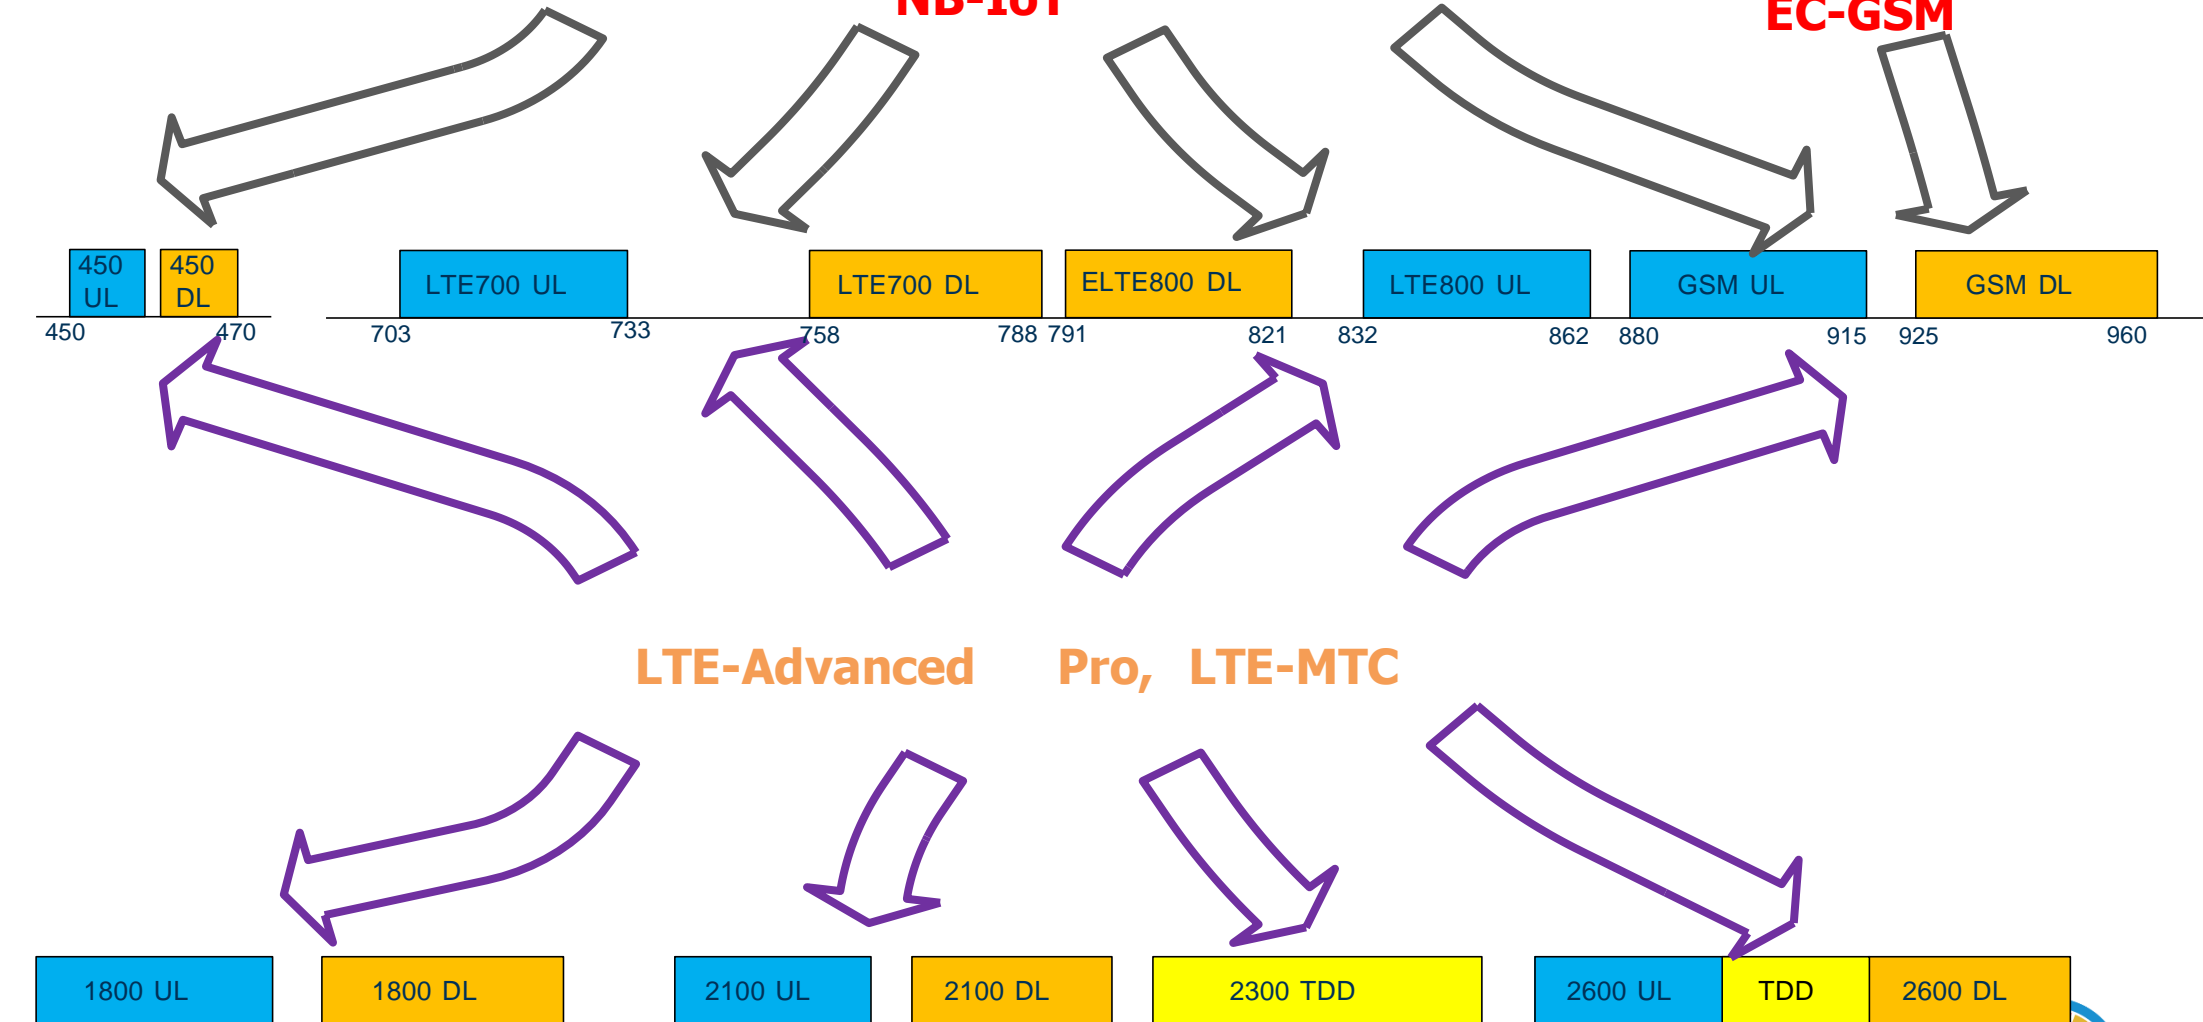 NB-IoT
EC-GSM
450
UL
450
DL
LTE700 UL
LTE700 DL
ELTE800 DL
LTE800 UL
GSM UL
GSM DL
450
470
703
733
758
788
791
821
832
862
880
915
925
960
LTE-Advanced Pro, LTE-MTC
1800 UL
1800 DL
2100 UL
2100 DL
2300 TDD
2600 UL
TDD
2600 DL